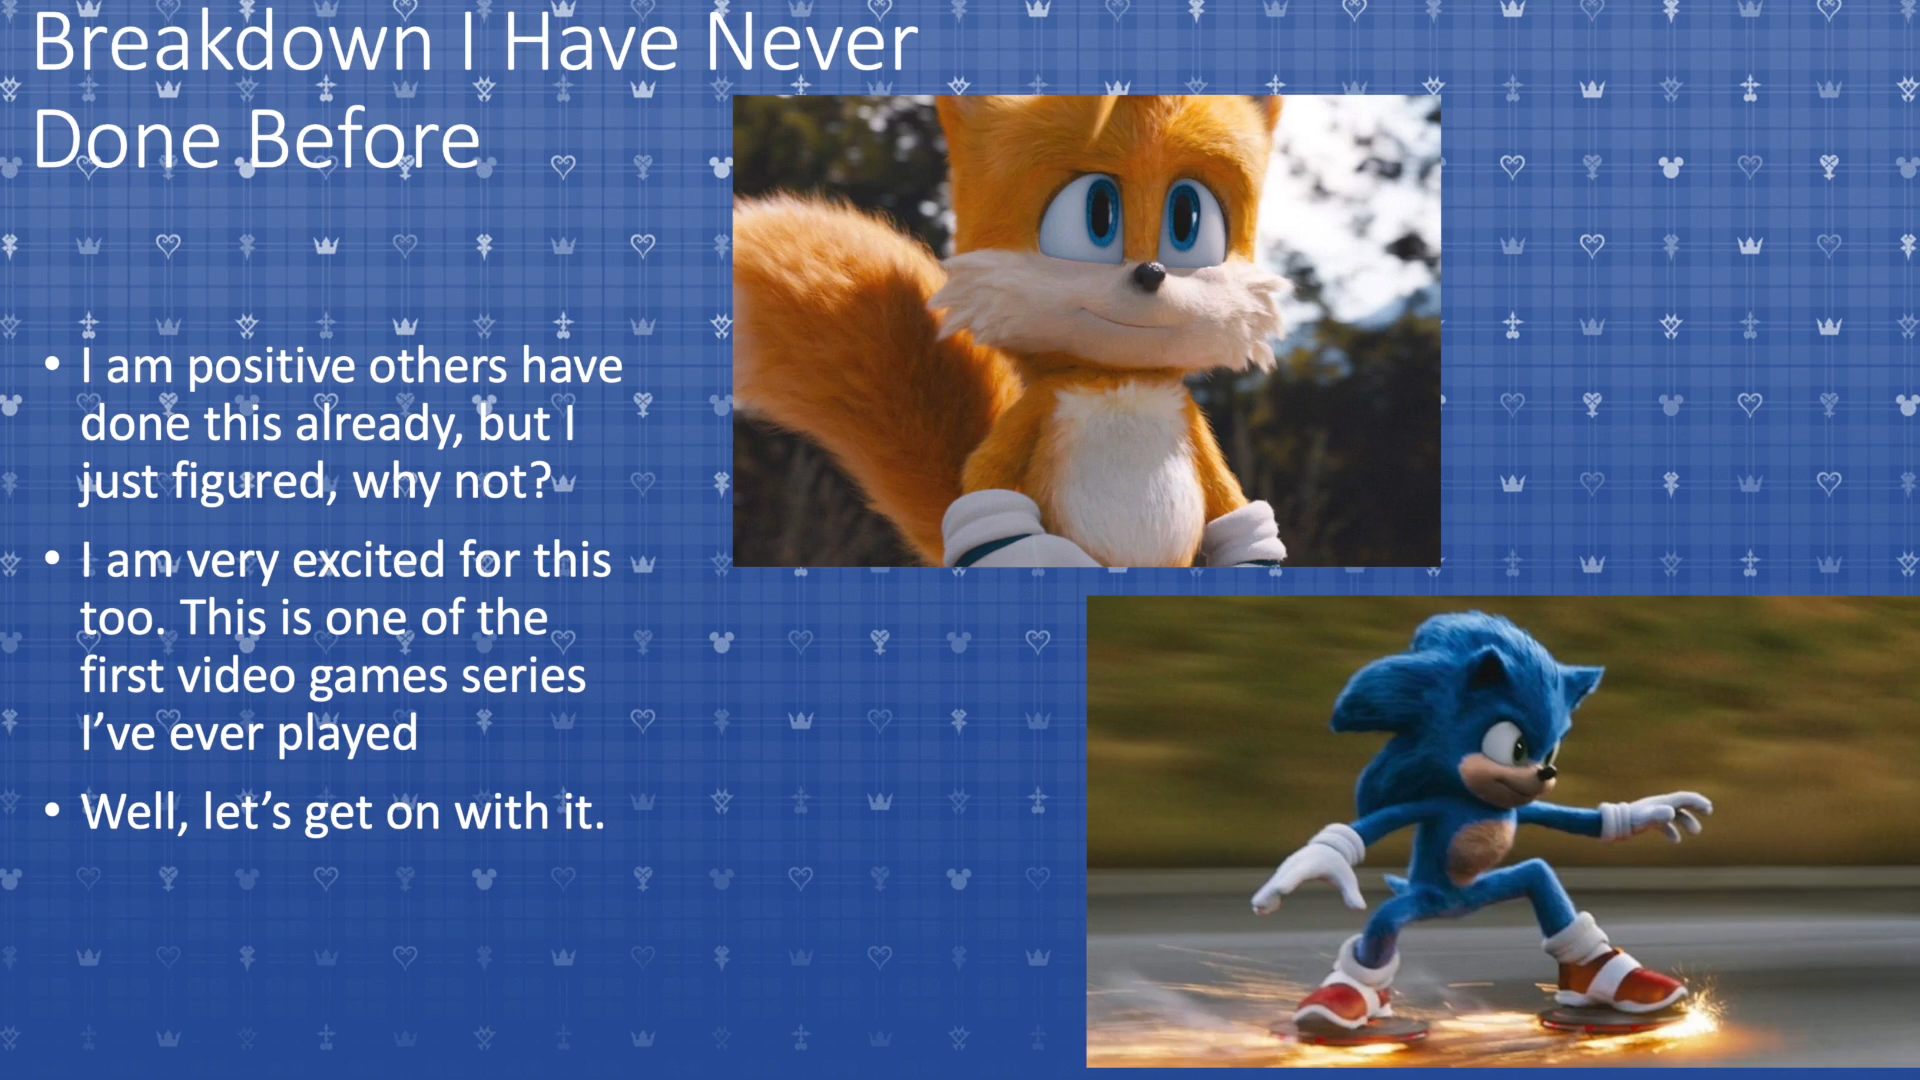 Breakdown I Have Never
Done Before
• I am positive others have
done this already, but I
just figured, why not?
• I am very excited for this
too. This is one of the
first video games series
I’ve ever played
• Well, let’s get on with it.